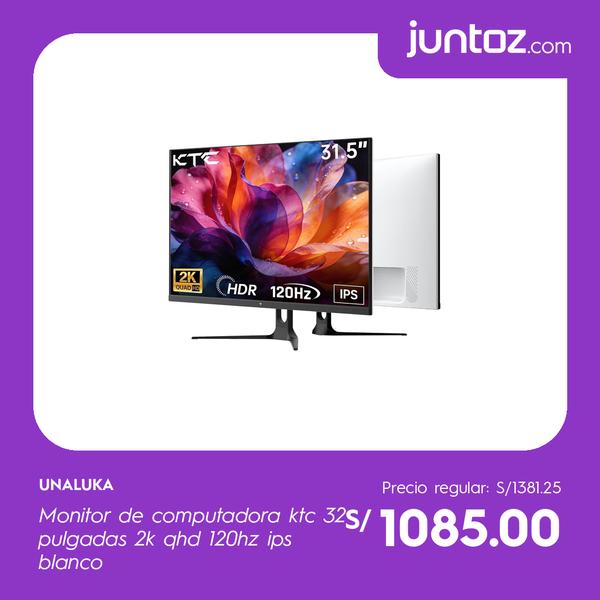 juntoz.com
KTC
31.5"
2K
QUAD HD
HDR
120Hz
IPS
UNALUKA
Precio regular: S/1381.25
Monitor de computadora ktc 32
pulgadas 2k qhd 120hz ips
blanco
S/ 1085.00